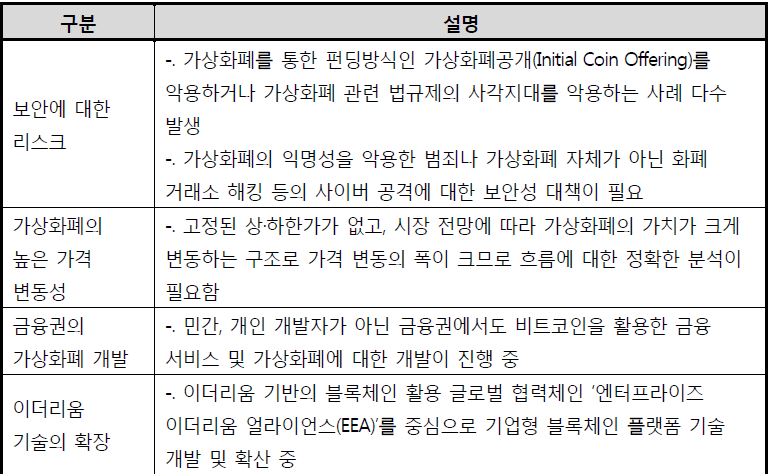 구분 설명
보안에 대한
리스크
-. 가상화폐를 통한 펀딩방식인 가상화폐공개(Initial Coin Offering)를
악용하거나 가상화폐 관련 법규제의 사각지대를 악용하는 사례 다수
발생
-. 가상화폐의 익명성을 악용한 범죄나 가상화폐 자체가 아닌 화폐
거래소 해킹 등의 사이버 공격에 대한 보안성 대책이 필요
가상화폐의
높은 가격
변동성
-. 고정된 상·하한가가 없고, 시장 전망에 따라 가상화폐의 가치가 크게
변동하는 구조로 가격 변동의 폭이 크므로 흐름에 대한 정확한 분석이
필요함
금융권의
가상화폐 개발
-. 민간, 개인 개발자가 아닌 금융권에서도 비트코인을 활용한 금융
서비스 및 가상화폐에 대한 개발이 진행 중
이더리움
기술의 확장
-. 이더리움 기반의 블록체인 활용 글로벌 협력체인 ‘엔터프라이즈
이더리움 얼라이언스(EEA)’를 중심으로 기업형 블록체인 플랫폼 기술
개발 및 확산 중